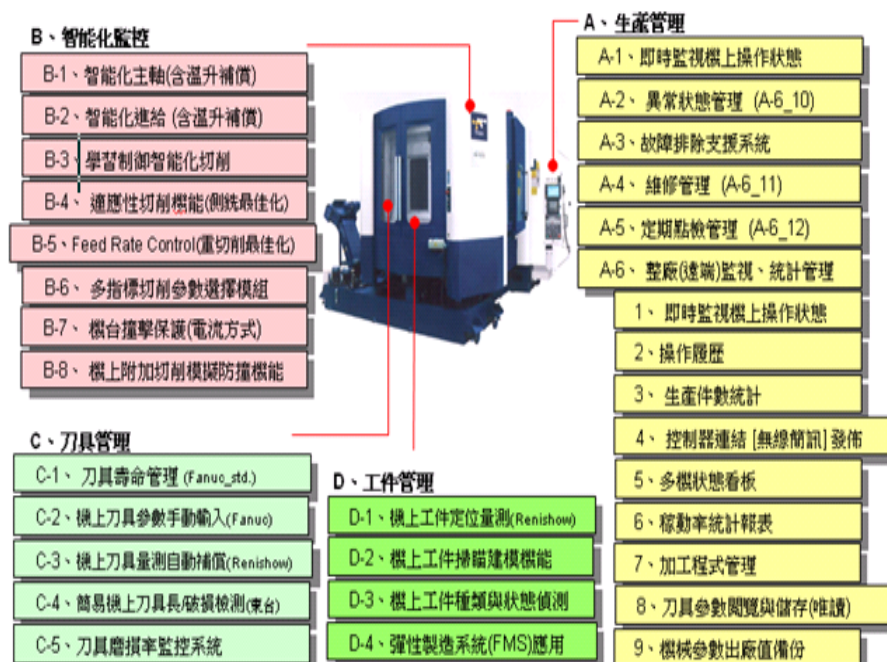 B、智能化監控
B-1、智能化主軸(含溫升補償)
B-2、智能化進給 (含溫升補償)
B-3、學習制御智能化切削
B-4、適應性切削機能(側銑最佳化)
B-5、Feed Rate Control(重切削最佳化)
B-6、多指標切削參數選擇模組
B-7、機台撞擊保護(電流方式)
B-8、機上附加切削模擬防撞機能
A、生產管理
A-1、即時監視機上操作狀態
A-2、 異常狀態管理 (A-6_10)
A-3、故障排除支援系統
A-4、 維修管理 (A-6_11)
A-5、定期點檢管理 (A-6_12)
A-6、 整廠(遠端)監視、統計管理
1、 即時監視機上操作狀態
2、操作履歷
3、 生產件數統計
4、 控制器連結 [無線簡訊] 發佈
5、多機狀態看板
6、稼動率統計報表
7、加工程式管理
8、刀具參數閱覽與儲存(唯讀)
9、機械參數出廠值備份
C、刀具管理
C-1、 刀具壽命管理 (Fanuc_std.)
C-2、機上刀具參數手動輸入(Fanuc)
C-3、機上刀具量測自動補償(Renishow)
C-4、簡易機上刀具長/破損檢測(東台)
C-5、刀具磨損率監控系統
D、工件管理
D-1、機上工件定位量測(Renishow)
D-2、機上工件掃瞄建模機能
D-3、機上工件種類與狀態偵測
D-4、彈性製造系統(FMS)應用